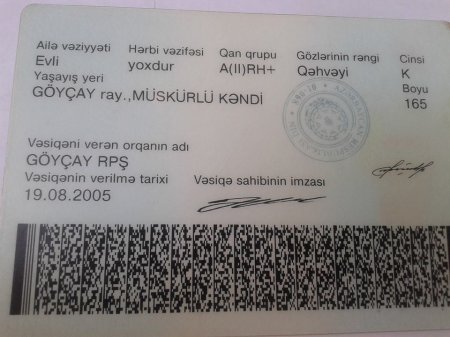 Ailə vəziyyəti Hərbi vəzifəsi Qan qrupu Gözlərinin rəngi Cinsi
Evli yoxdur A(II)RH+ Qəhvəyi K
Yaşayış yeri Boyu
GÖYÇAY ray.,MÜSKÜRLÜ KƏNDİ 165
Vəsiqəni verən orqanın adı
GÖYÇAY RPŞ
Vəsiqənin verilmə tarixi Vəsiqə sahibinin imzası
19.08.2005